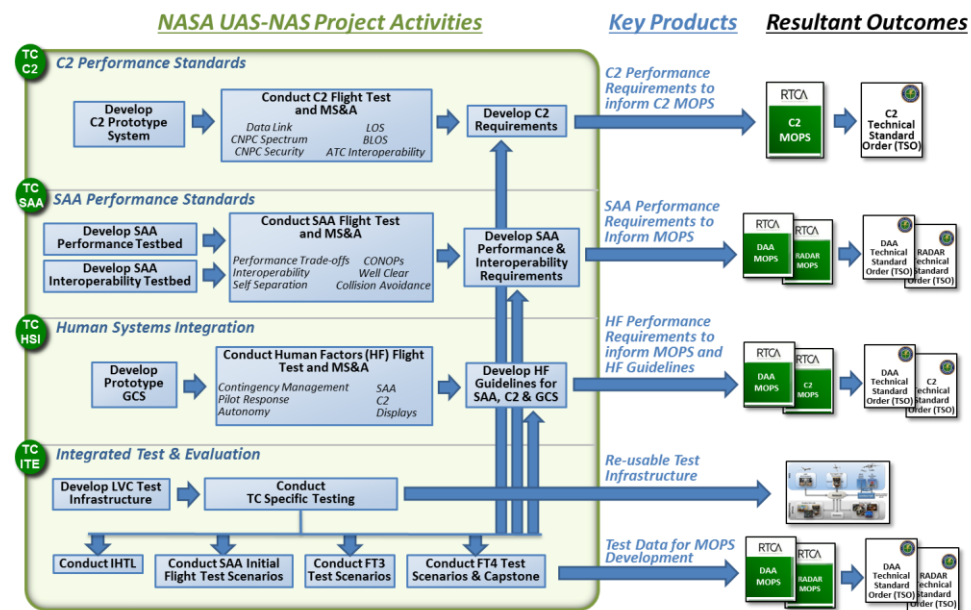 NASA UAS-NAS Project Activities
Key Products
Resultant Outcomes
TC
C2
C2 Performance Standards
Develop
C2 Prototype
System
Conduct C2 Flight Test
and MS&A
Data Link
LOS
CNPC Spectrum
BLOS
CNPC Security
ATC Interoperability
Develop C2
Requirements
C2 Performance
Requirements to
inform C2 MOPS
RTCA
C2
MOPS
C2
Technical
Standard
Order (TSO)
TC
SAA
SAA Performance Standards
Develop SAA
Performance Testbed
Develop SAA
Interoperability Testbed
Conduct SAA Flight Test
and MS&A
Performance Trade-offs
CONOPs
Interoperability
Well Clear
Self Separation
Collision Avoidance
Develop SAA
Performance &
Interoperability
Requirements
SAA Performance
Requirements to
Inform MOPS
RTCA
DAA
MOPS
RTCA
RADAR
MOPS
DAA
Technical
Standard
Order (TSO)
RADAR
Technical
Standard
Order (TSO)
TC
HSI
Human Systems Integration
Develop
Prototype
GCS
Conduct Human Factors (HF) Flight
Test and MS&A
Contingency Management
SAA
Pilot Response
C2
Autonomy
Displays
Develop HF
Guidelines for
SAA, C2 & GCS
HF Performance
Requirements to
inform MOPS and
HF Guidelines
RTCA
DAA
MOPS
RTCA
C2
MOPS
DAA
Technical
Standard
Order (TSO)
C2
Technical
Standard
Order (TSO)
TC
ITE
Integrated Test & Evaluation
Develop LVC Test
Infrastructure
Conduct
TC Specific Testing
Re-usable Test
Infrastructure
Conduct IHTL
Conduct SAA Initial
Flight Test Scenarios
Conduct FT3
Test Scenarios
Conduct FT4 Test
Scenarios & Capstone
Test Data for MOPS
Development
RTCA
DAA
MOPS
RTCA
RADAR
MOPS
DAA
Technical
Standard
Order (TSO)
RADAR
Technical
Standard
Order (TSO)